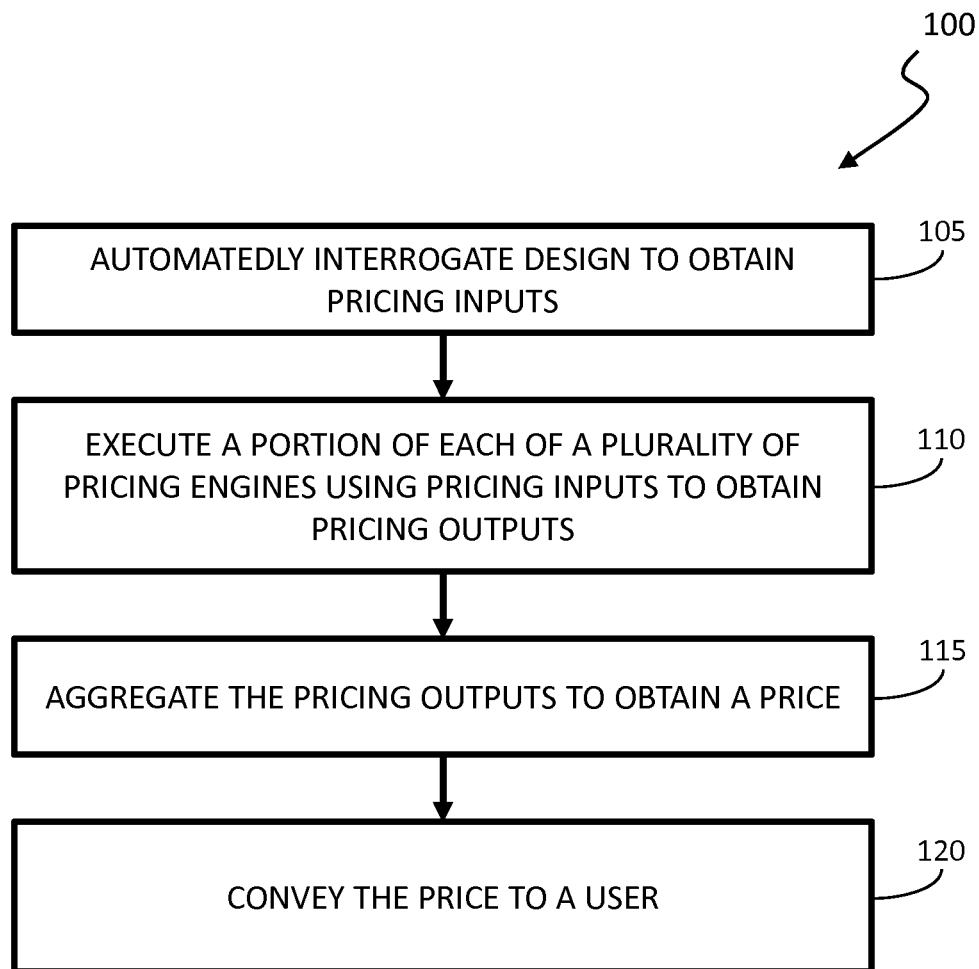 100
AUTOMATEDLY INTERROGATE DESIGN TO OBTAIN
PRICING INPUTS
105
EXECUTE A PORTION OF EACH OF A PLURALITY OF
PRICING ENGINES USING PRICING INPUTS TO OBTAIN
PRICING OUTPUTS
110
AGGREGATE THE PRICING OUTPUTS TO OBTAIN A PRICE
115
CONVEY THE PRICE TO A USER
120